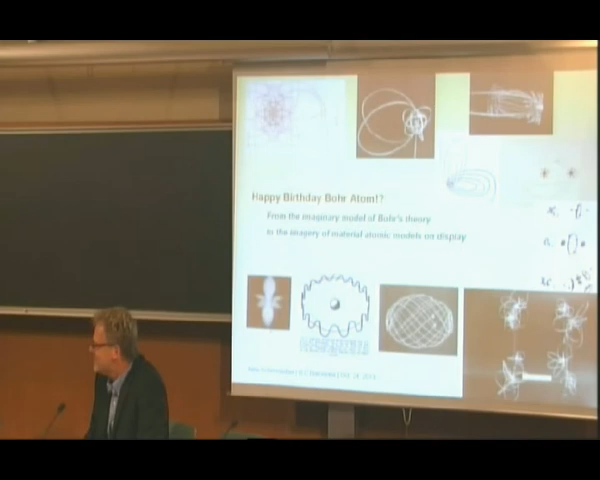 Happy Birthday Bohr Atom!?
From the imaginary model of Bohr's theory
to the imagery of material atomic models on display